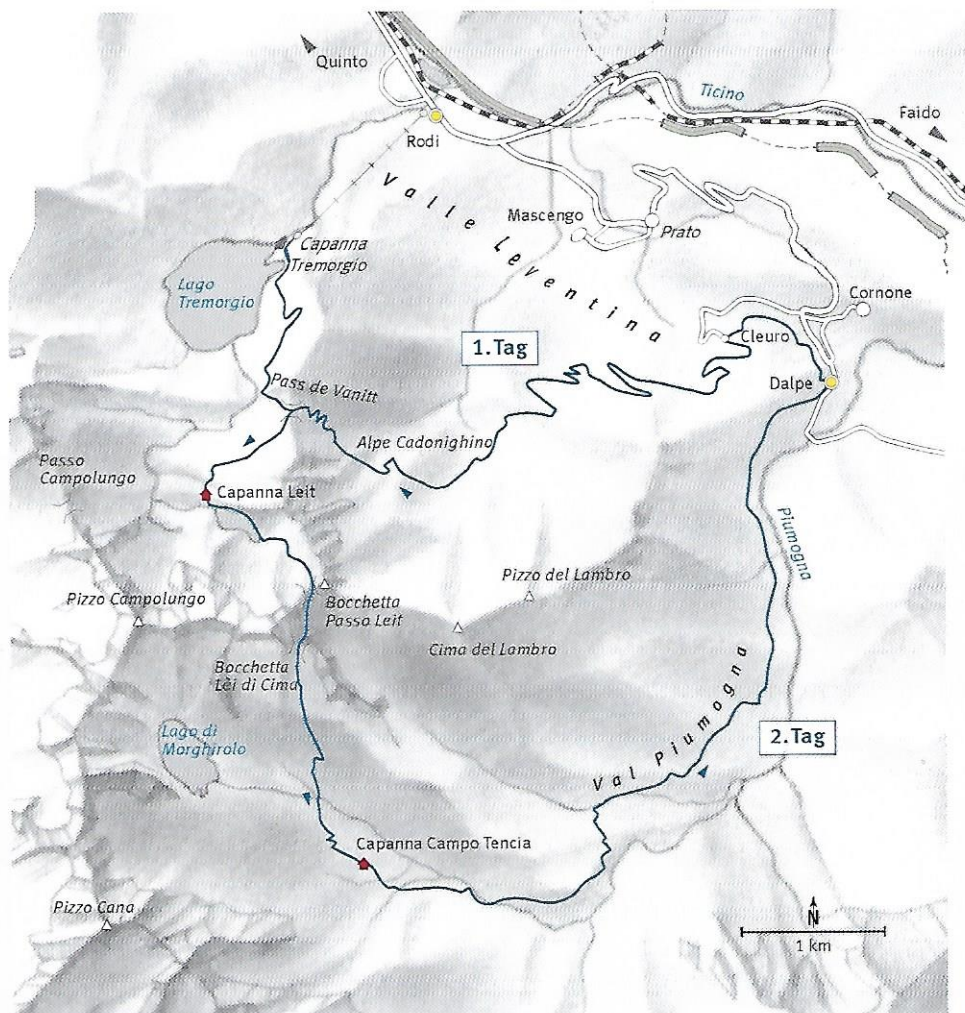 Quinto
Ticino
Faido
Rodi
Valle Leventina
Mascengo
Prato
Capanna
Tremorgio
Lago
Tremorgio
Cornone
1.Tag
Cleuro
Dalpe
Pass de Vanitt
Alpe Cadonighino
Passo
Campolungo
Capanna Leit
Piumogna
Pizzo del Lambro
Pizzo Campolungo
Bocchetta
Passo Leit
Cima del Lambro
Bocchetta
Lèi di Cima
Val Piumogna
Lago di
Morghirolo
2.Tag
Capanna Campo Tencia
Pizzo Cana
N
1 km